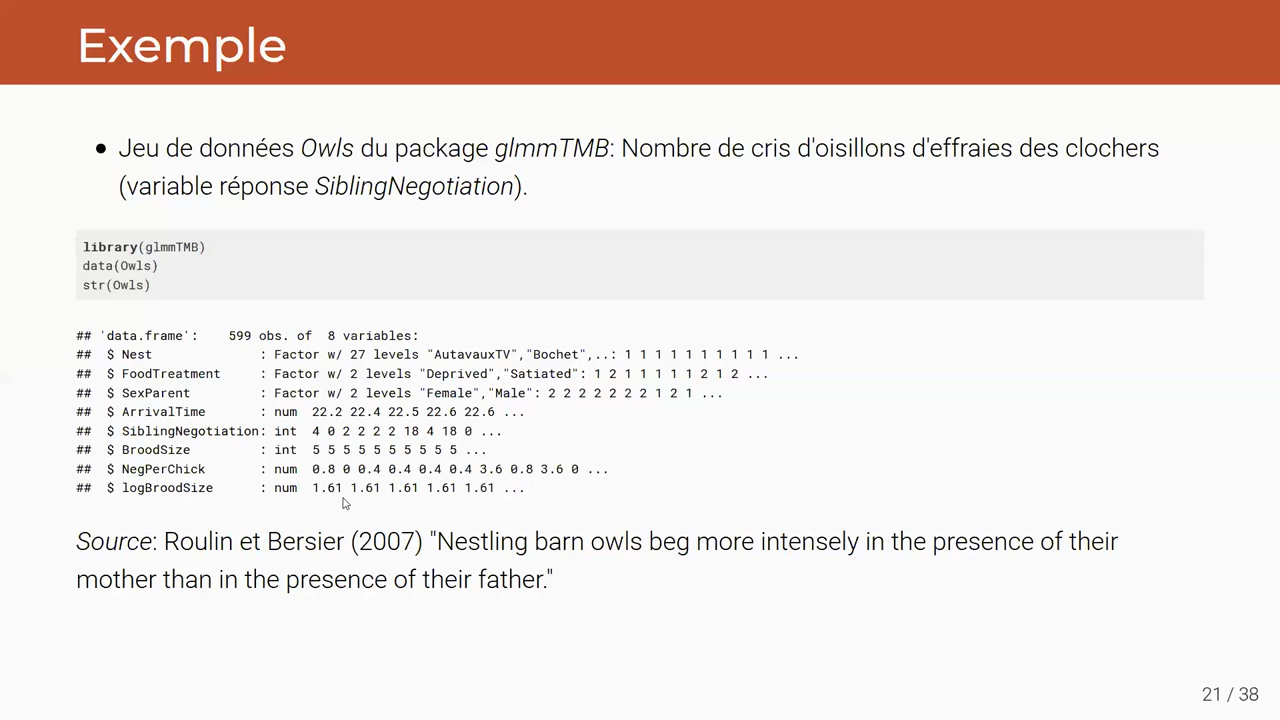 Exemple
• Jeu de données Owls du package glmmTMB: Nombre de cris d'oisillons d'effraies des clochers
(variable réponse SiblingNegotiation).
library(glmmTMB)
data(Owls)
str(Owls)
## 'data.frame':    599 obs. of  8 variables:
##  $ Nest              : Factor w/ 27 levels "AutavauxTV","Bochet",..: 1 1 1 1 1 1 1 1 1 1 ...
##  $ FoodTreatment     : Factor w/ 2 levels "Deprived","Satiated": 1 2 1 1 1 1 1 2 1 2 ...
##  $ SexParent         : Factor w/ 2 levels "Female","Male": 2 2 2 2 2 2 2 1 2 1 ...
##  $ ArrivalTime       : num  22.2 22.4 22.5 22.6 22.6 ...
##  $ SiblingNegotiation: int  4 0 2 2 2 2 18 4 18 0 ...
##  $ BroodSize         : int  5 5 5 5 5 5 5 5 5 5 ...
##  $ NegPerChick       : num  0.8 0 0.4 0.4 0.4 0.4 3.6 0.8 3.6 0 ...
##  $ logBroodSize      : num  1.61 1.61 1.61 1.61 1.61 ...
Source: Roulin et Bersier (2007) "Nestling barn owls beg more intensely in the presence of their
mother than in the presence of their father."
21 / 38